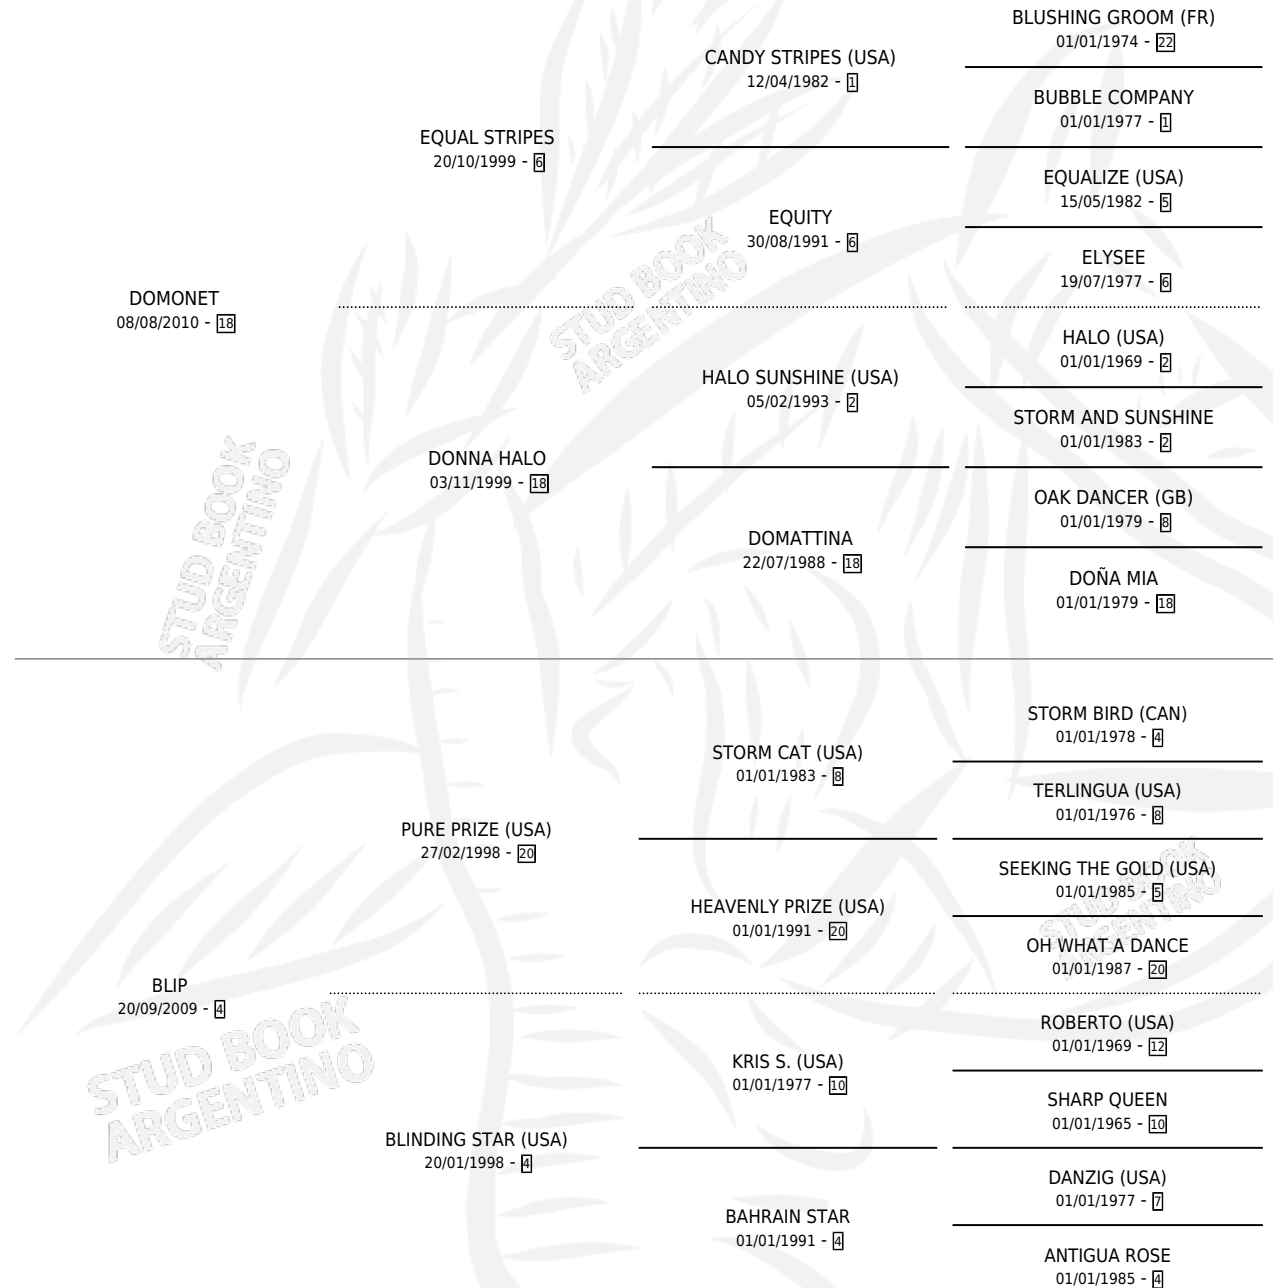 BLUSHING GROOM (FR)
01/01/1974 - 22
CANDY STRIPES (USA)
12/04/1982 - 1
BUBBLE COMPANY
01/01/1977 - 1
EQUAL STRIPES
20/10/1999 - 6
EQUALIZE (USA)
15/05/1982 - 5
EQUITY
30/08/1991 - 6
ELYSEE
19/07/1977 - 6
DOMONET
08/08/2010 - 18
STUD BOOK
ARGENTINO
HALO (USA)
01/01/1969 - 2
HALO SUNSHINE (USA)
05/02/1993 - 2
STORM AND SUNSHINE
01/01/1983 - 2
DONNA HALO
03/11/1999 - 18
STUD BOOK
ARGENTINO
OAK DANCER (GB)
01/01/1979 - 8
DOMATTINA
22/07/1988 - 18
DOÑA MIA
01/01/1979 - 18
STORM BIRD (CAN)
01/01/1978 - 4
STORM CAT (USA)
01/01/1983 - 8
TERLINGUA (USA)
01/01/1976 - 8
PURE PRIZE (USA)
27/02/1998 - 20
SEEKING THE GOLD (USA)
01/01/1985 - 5
STUD BOOK
ARGENTINO
HEAVENLY PRIZE (USA)
01/01/1991 - 20
OH WHAT A DANCE
01/01/1987 - 20
BLIP
20/09/2009 - 4
STUD BOOK
ARGENTINO
ROBERTO (USA)
01/01/1969 - 12
KRIS S. (USA)
01/01/1977 - 10
SHARP QUEEN
01/01/1965 - 10
BLINDING STAR (USA)
20/01/1998 - 4
DANZIG (USA)
01/01/1977 - 7
BAHRAIN STAR
01/01/1991 - 4
ANTIGUA ROSE
01/01/1985 - 4